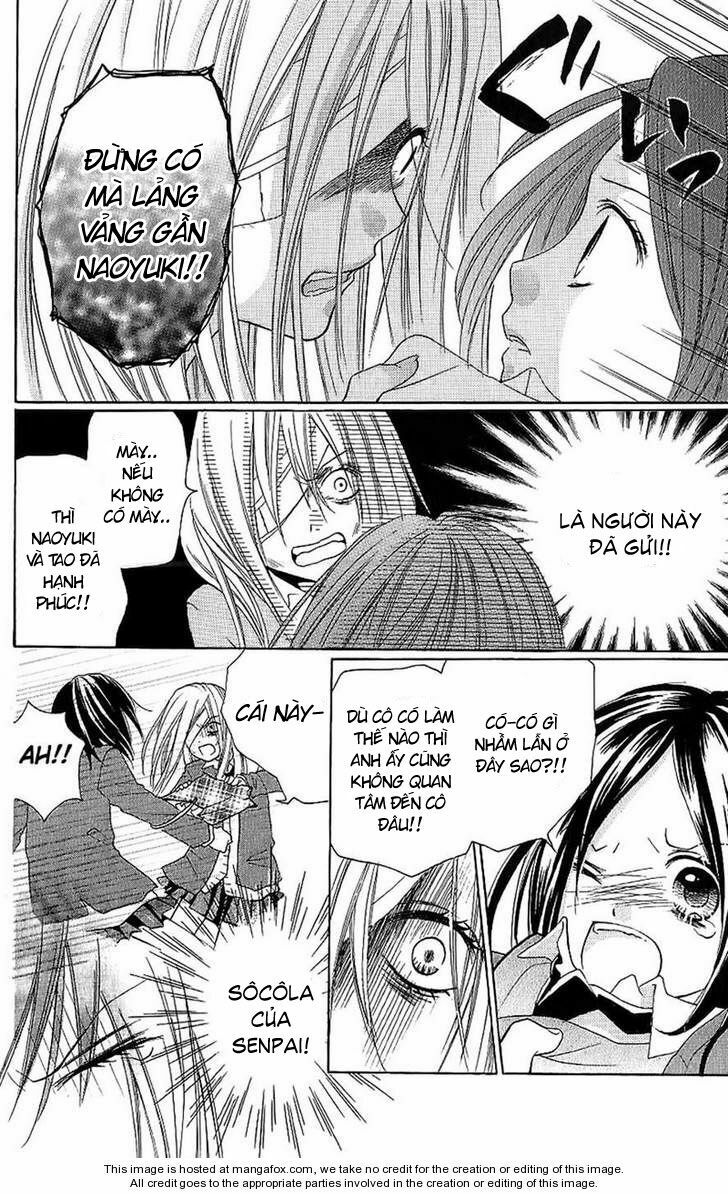 ぐいっ
ĐỪNG CÓ
MÀ LẢNG
VẢNG GẦN
NAOYUKI!!
LÀ NGƯỜI NÀY
ĐÃ GỬI!!
MÀY..
NẾU
KHÔNG
CÓ MÀY..
THÌ
NAOYUKI
VÀ TAO ĐÃ
HẠNH
PHÚC!!
CÓ-CÓ GÌ
NHẦM LẪN Ở
ĐÂY SAO?!!
DÙ CÔ CÓ LÀM
THẾ NÀO THÌ
ANH ẤY CŨNG
KHÔNG QUAN
TÂM ĐẾN CÔ
ĐÂU!!
CÁI NÀY-
AH!!
SÔCÔLA
CỦA
SENPAI!
This image is hosted at mangafox.com, we take no credit for the creation or editing of this image.
All credit goes to the appropriate parties involved in the creation or editing of this image.